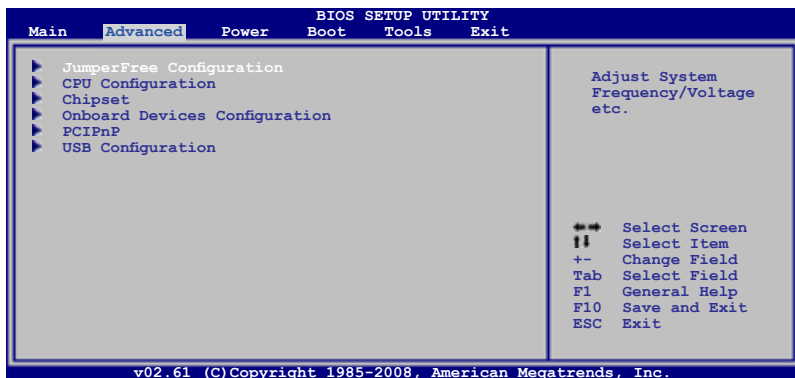 BIOS SETUP UTILITY
Main Advanced Power Boot Tools Exit
JumperFree Configuration
CPU Configuration
Chipset
Onboard Devices Configuration
PCIPnP
USB Configuration
Adjust System
Frequency/Voltage
etc.
Select Screen
Select Item
+- Change Field
Tab Select Field
F1 General Help
F10 Save and Exit
ESC Exit
v02.61 (C)Copyright 1985-2008, American Megatrends, Inc.